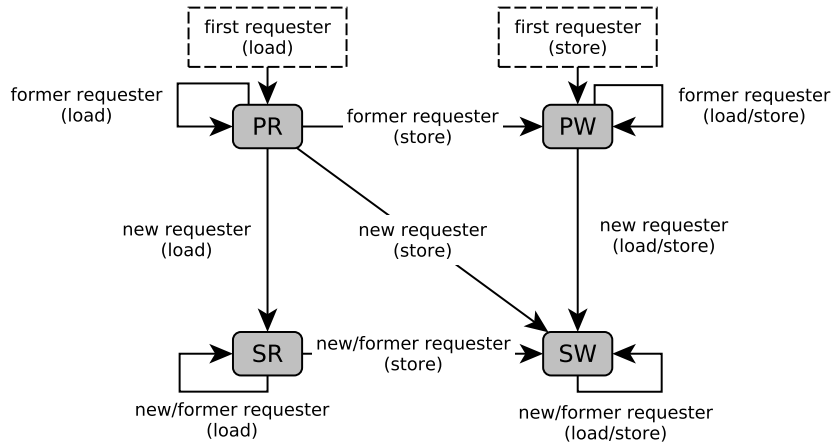 first requester
(load)
first requester
(store)
former requester
(load)
PR
former requester
(store)
PW
former requester
(load/store)
new requester
(load)
new requester
(store)
new requester
(load/store)
SR
new/former requester
(store)
SW
new/former requester
(load)
new/former requester
(load/store)